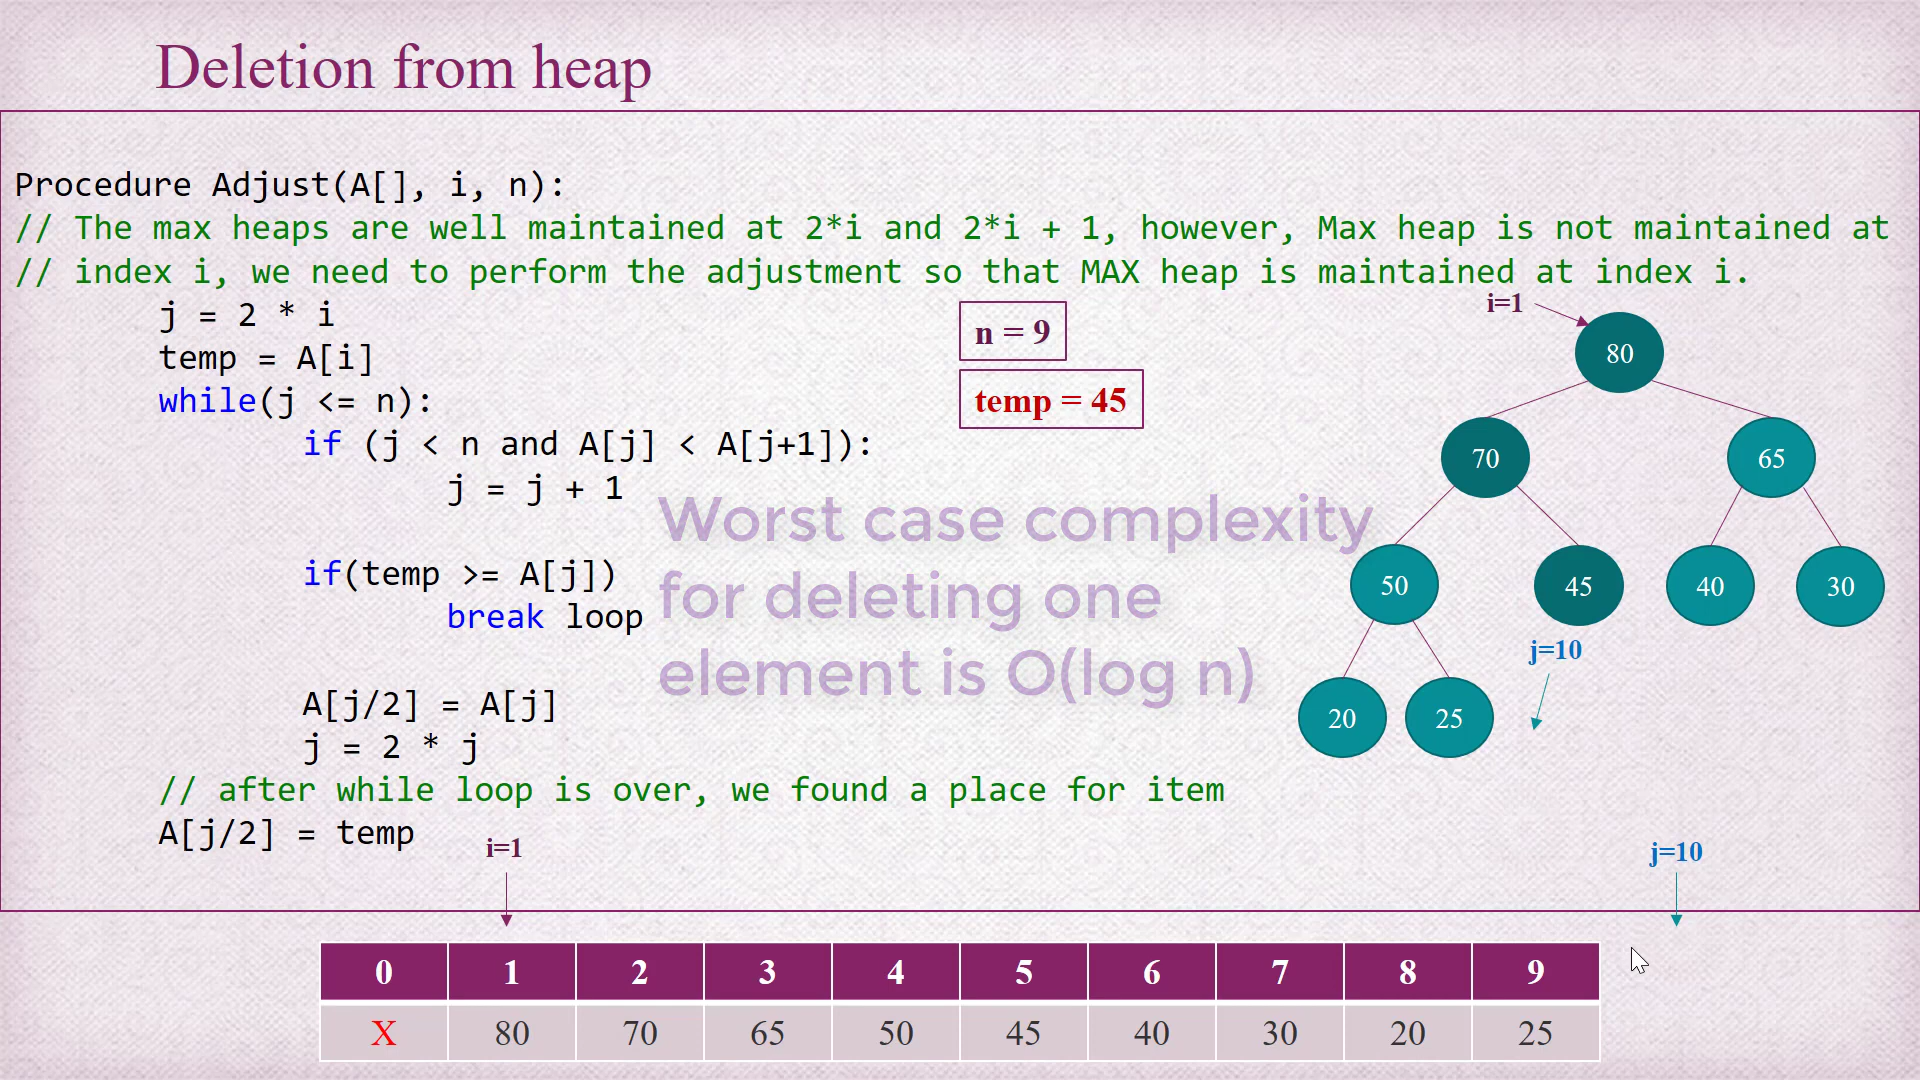 Deletion from heap
Procedure Adjust(A[], i, n):
// The max heaps are well maintained at 2*i and 2*i + 1, however, Max heap is not maintained at
// index i, we need to perform the adjustment so that MAX heap is maintained at index i.
j = 2 * i
temp = A[i]
while(j <= n):
if (j < n and A[j] < A[j+1]):
j = j + 1
if(temp >= A[j])
break loop
A[j/2] = A[j]
j = 2 * j
// after while loop is over, we found a place for item
A[j/2] = temp
n = 9
temp = 45
Worst case complexity
for deleting one
element is O(log n)
i=1
80
70
65
50
45
40
30
j=10
20
25
i=1
j=10
0 1 2 3 4 5 6 7 8 9
X 80 70 65 50 45 40 30 20 25